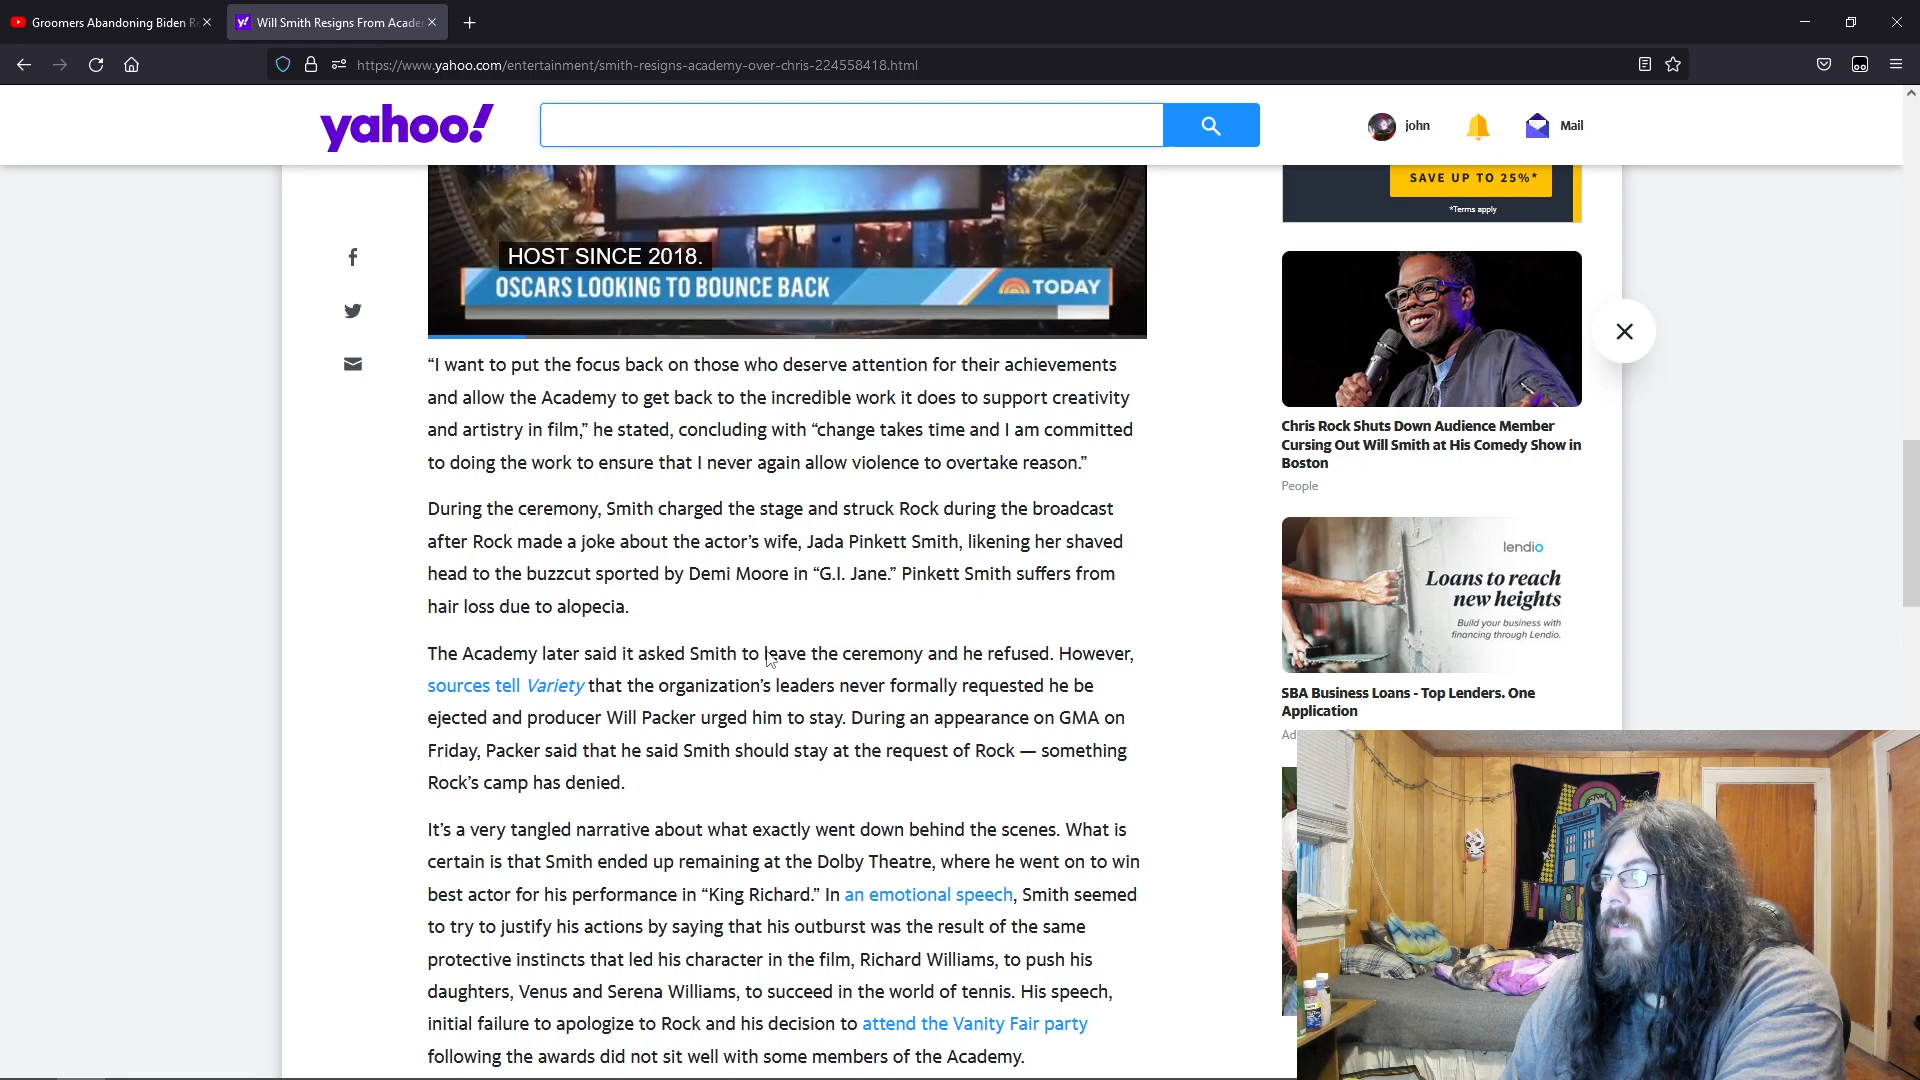 Groomers Abandoning Biden R
Will Smith Resigns From Acade
https://www.yahoo.com/entertainment/smith-resigns-academy-over-chris-224558418.html
yahoo!
john
Mail
HOST SINCE 2018.
OSCARS LOOKING TO BOUNCE BACK
TODAY
“I want to put the focus back on those who deserve attention for their achievements
and allow the Academy to get back to the incredible work it does to support creativity
and artistry in film,” he stated, concluding with “change takes time and I am committed
to doing the work to ensure that I never again allow violence to overtake reason.”
During the ceremony, Smith charged the stage and struck Rock during the broadcast
after Rock made a joke about the actor’s wife, Jada Pinkett Smith, likening her shaved
head to the buzzcut sported by Demi Moore in “G.I. Jane.” Pinkett Smith suffers from
hair loss due to alopecia.
The Academy later said it asked Smith to leave the ceremony and he refused. However,
sources tell Variety that the organization’s leaders never formally requested he be
ejected and producer Will Packer urged him to stay. During an appearance on GMA on
Friday, Packer said that he said Smith should stay at the request of Rock — something
Rock’s camp has denied.
It’s a very tangled narrative about what exactly went down behind the scenes. What is
certain is that Smith ended up remaining at the Dolby Theatre, where he went on to win
best actor for his performance in “King Richard.” In an emotional speech, Smith seemed
to try to justify his actions by saying that his outburst was the result of the same
protective instincts that led his character in the film, Richard Williams, to push his
daughters, Venus and Serena Williams, to succeed in the world of tennis. His speech,
initial failure to apologize to Rock and his decision to attend the Vanity Fair party
following the awards did not sit well with some members of the Academy.
SAVE UP TO 25%*
*Terms apply
Chris Rock Shuts Down Audience Member
Cursing Out Will Smith at His Comedy Show in
Boston
People
lendio
Loans to reach
new heights
Build your business with
financing through Lendio.
SBA Business Loans - Top Lenders. One
Application
Ad